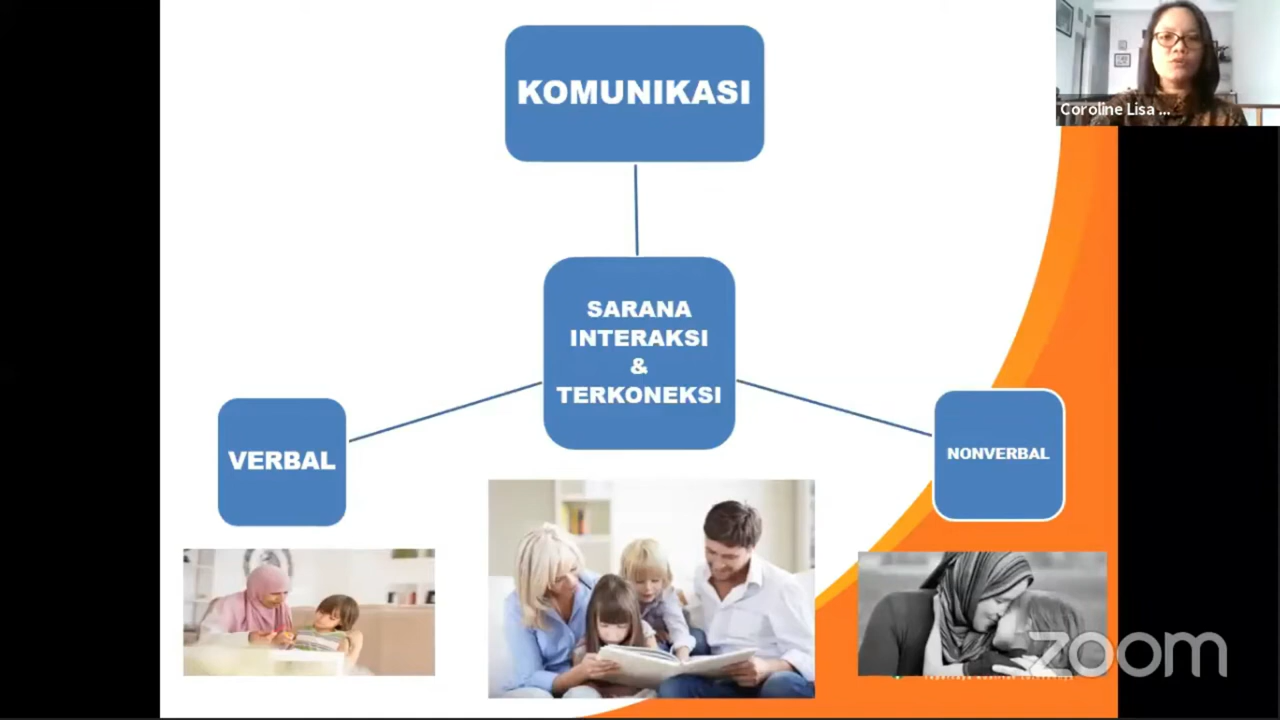 KOMUNIKASI
Coroline Lisa ...
SARANA
INTERAKSI
&
TERKONEKSI
VERBAL
NONVERBAL
zoom